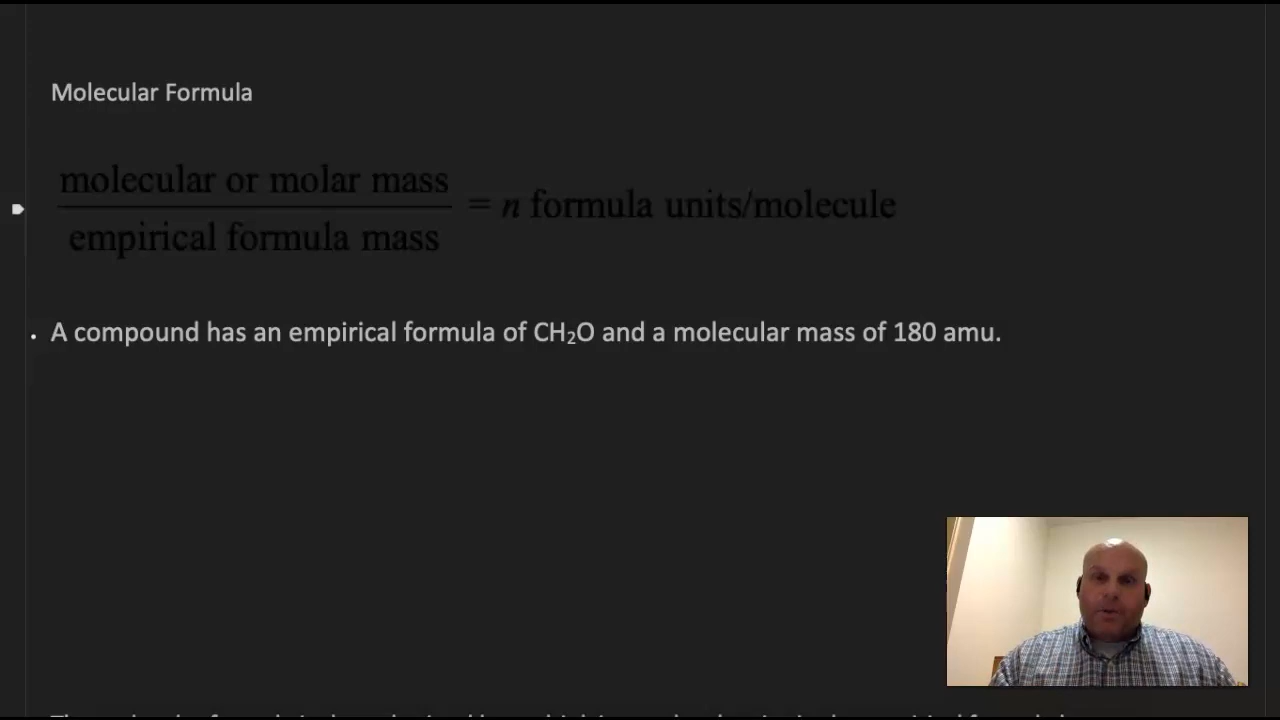 Molecular Formula
molecular or molar mass
= n formula units/molecule
empirical formula mass
. A compound has an empirical formula of CH₂O and a molecular mass of 180 amu.